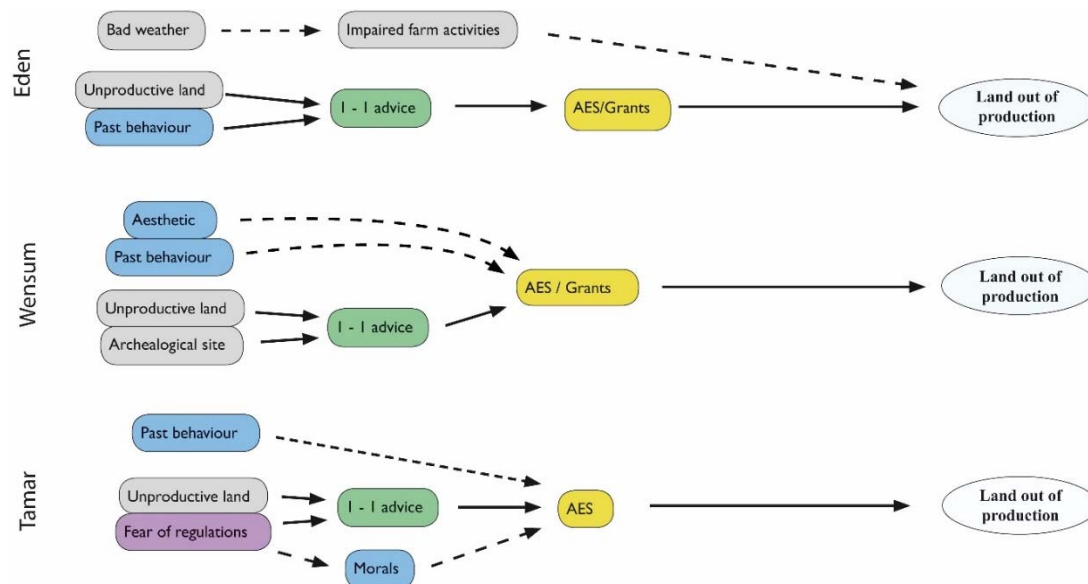 Eden
Bad weather
Impaired farm activities
Unproductive land
Past behaviour
1 - 1 advice
AES/Grants
Land out of
production
Wensum
Aesthetic
Past behaviour
Unproductive land
Archealogical site
1 - 1 advice
AES / Grants
Land out of
production
Tamar
Past behaviour
Unproductive land
Fear of regulations
1 - 1 advice
Morals
AES
Land out of
production